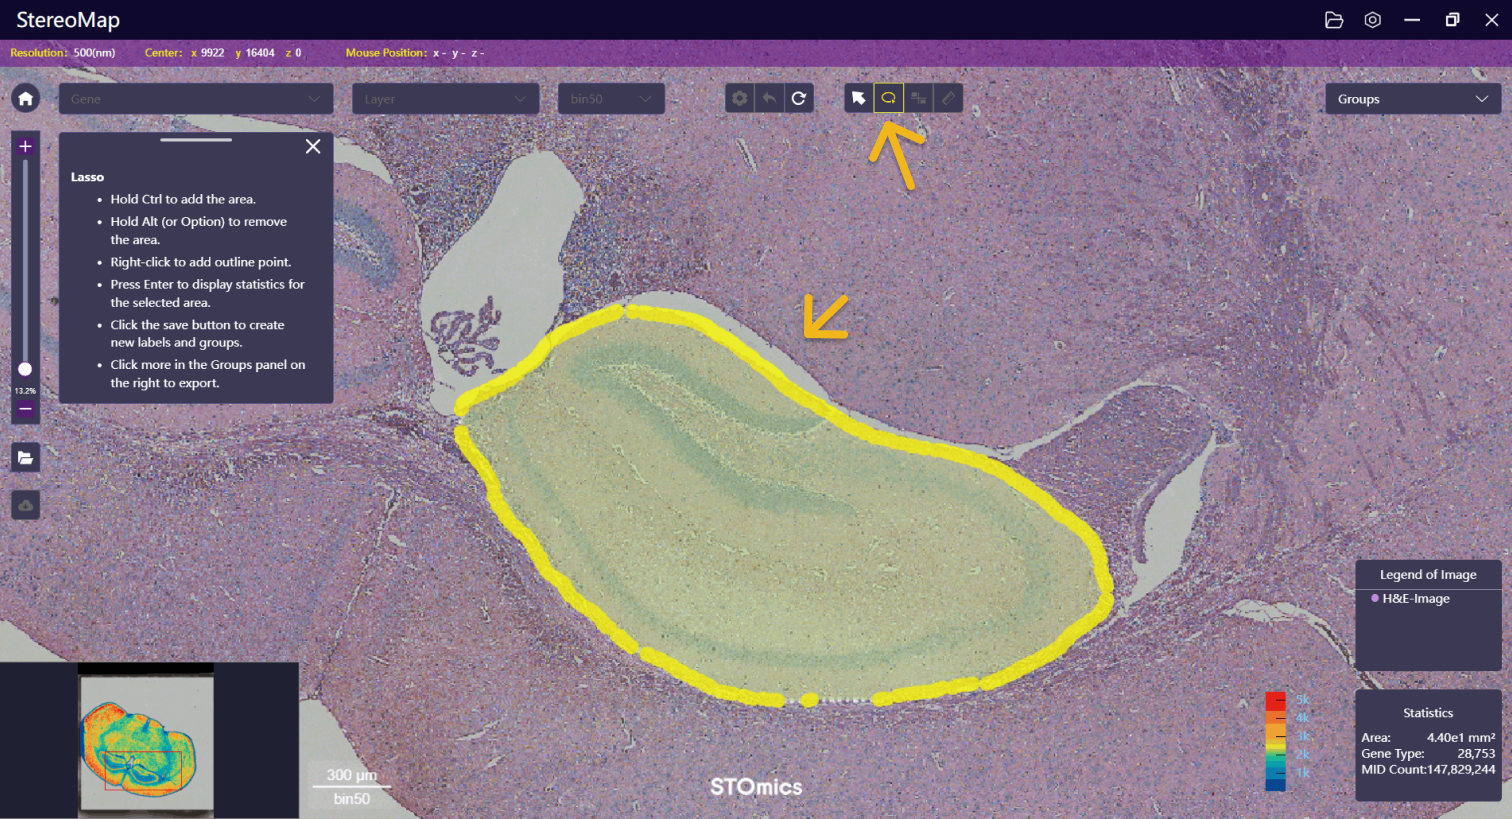 StereoMap
Resolution: 500(nm) Center: x 9922 y 16404 z 0 Mouse Position: x - y - z -
Gene Layer bin50 Groups
Lasso
• Hold Ctrl to add the area.
• Hold Alt (or Option) to remove
the area.
• Right-click to add outline point.
• Press Enter to display statistics for
the selected area.
• Click the save button to create
new labels and groups.
• Click more in the Groups panel on
the right to export.
13.2%
Legend of Image
H&E-Image
5k
4k
3k
2k
1k
Statistics
Area: 4.40e1 mm²
Gene Type: 28,753
MID Count:147,829,244
300 μm
bin50
STOmics